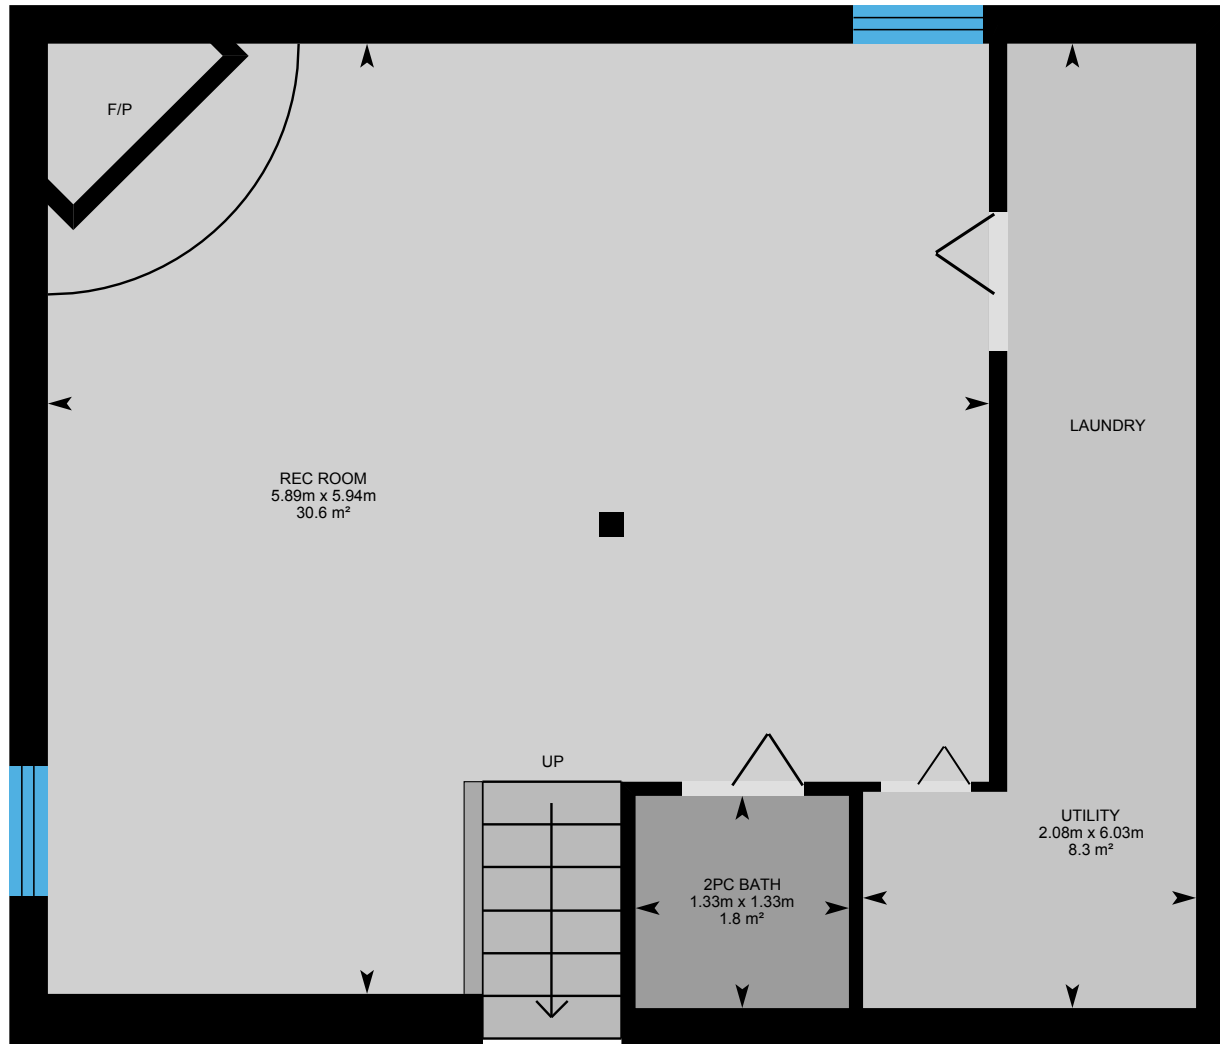 F/P
LAUNDRY
REC ROOM
5.89m x 5.94m
30.6 m²
UP
UTILITY
2.08m x 6.03m
8.3 m²
2PC BATH
1.33m x 1.33m
1.8 m²